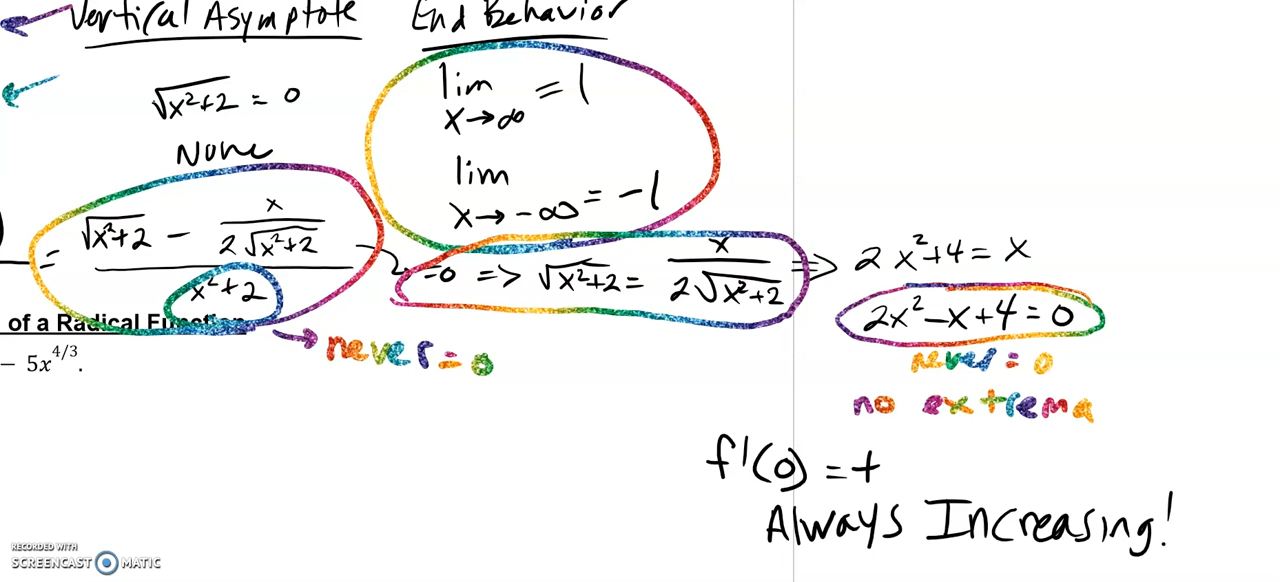 Vertical Asymptote
√x²+2 = 0
None
End Behavior
lim x→∞ = 1
lim x→-∞ = -1
= (√x²+2 - x/(2√x²+2))/(x²+2)
=0 => √x²+2 = x/(2√x²+2) => 2x²+4 = x
2x²-x+4=0
never=0
no extrema
of a Radical Function
→ never=0
- 5x^4/3.
f'(0) = +
Always Increasing!
RECORDED WITH
SCREENCAST MATIC